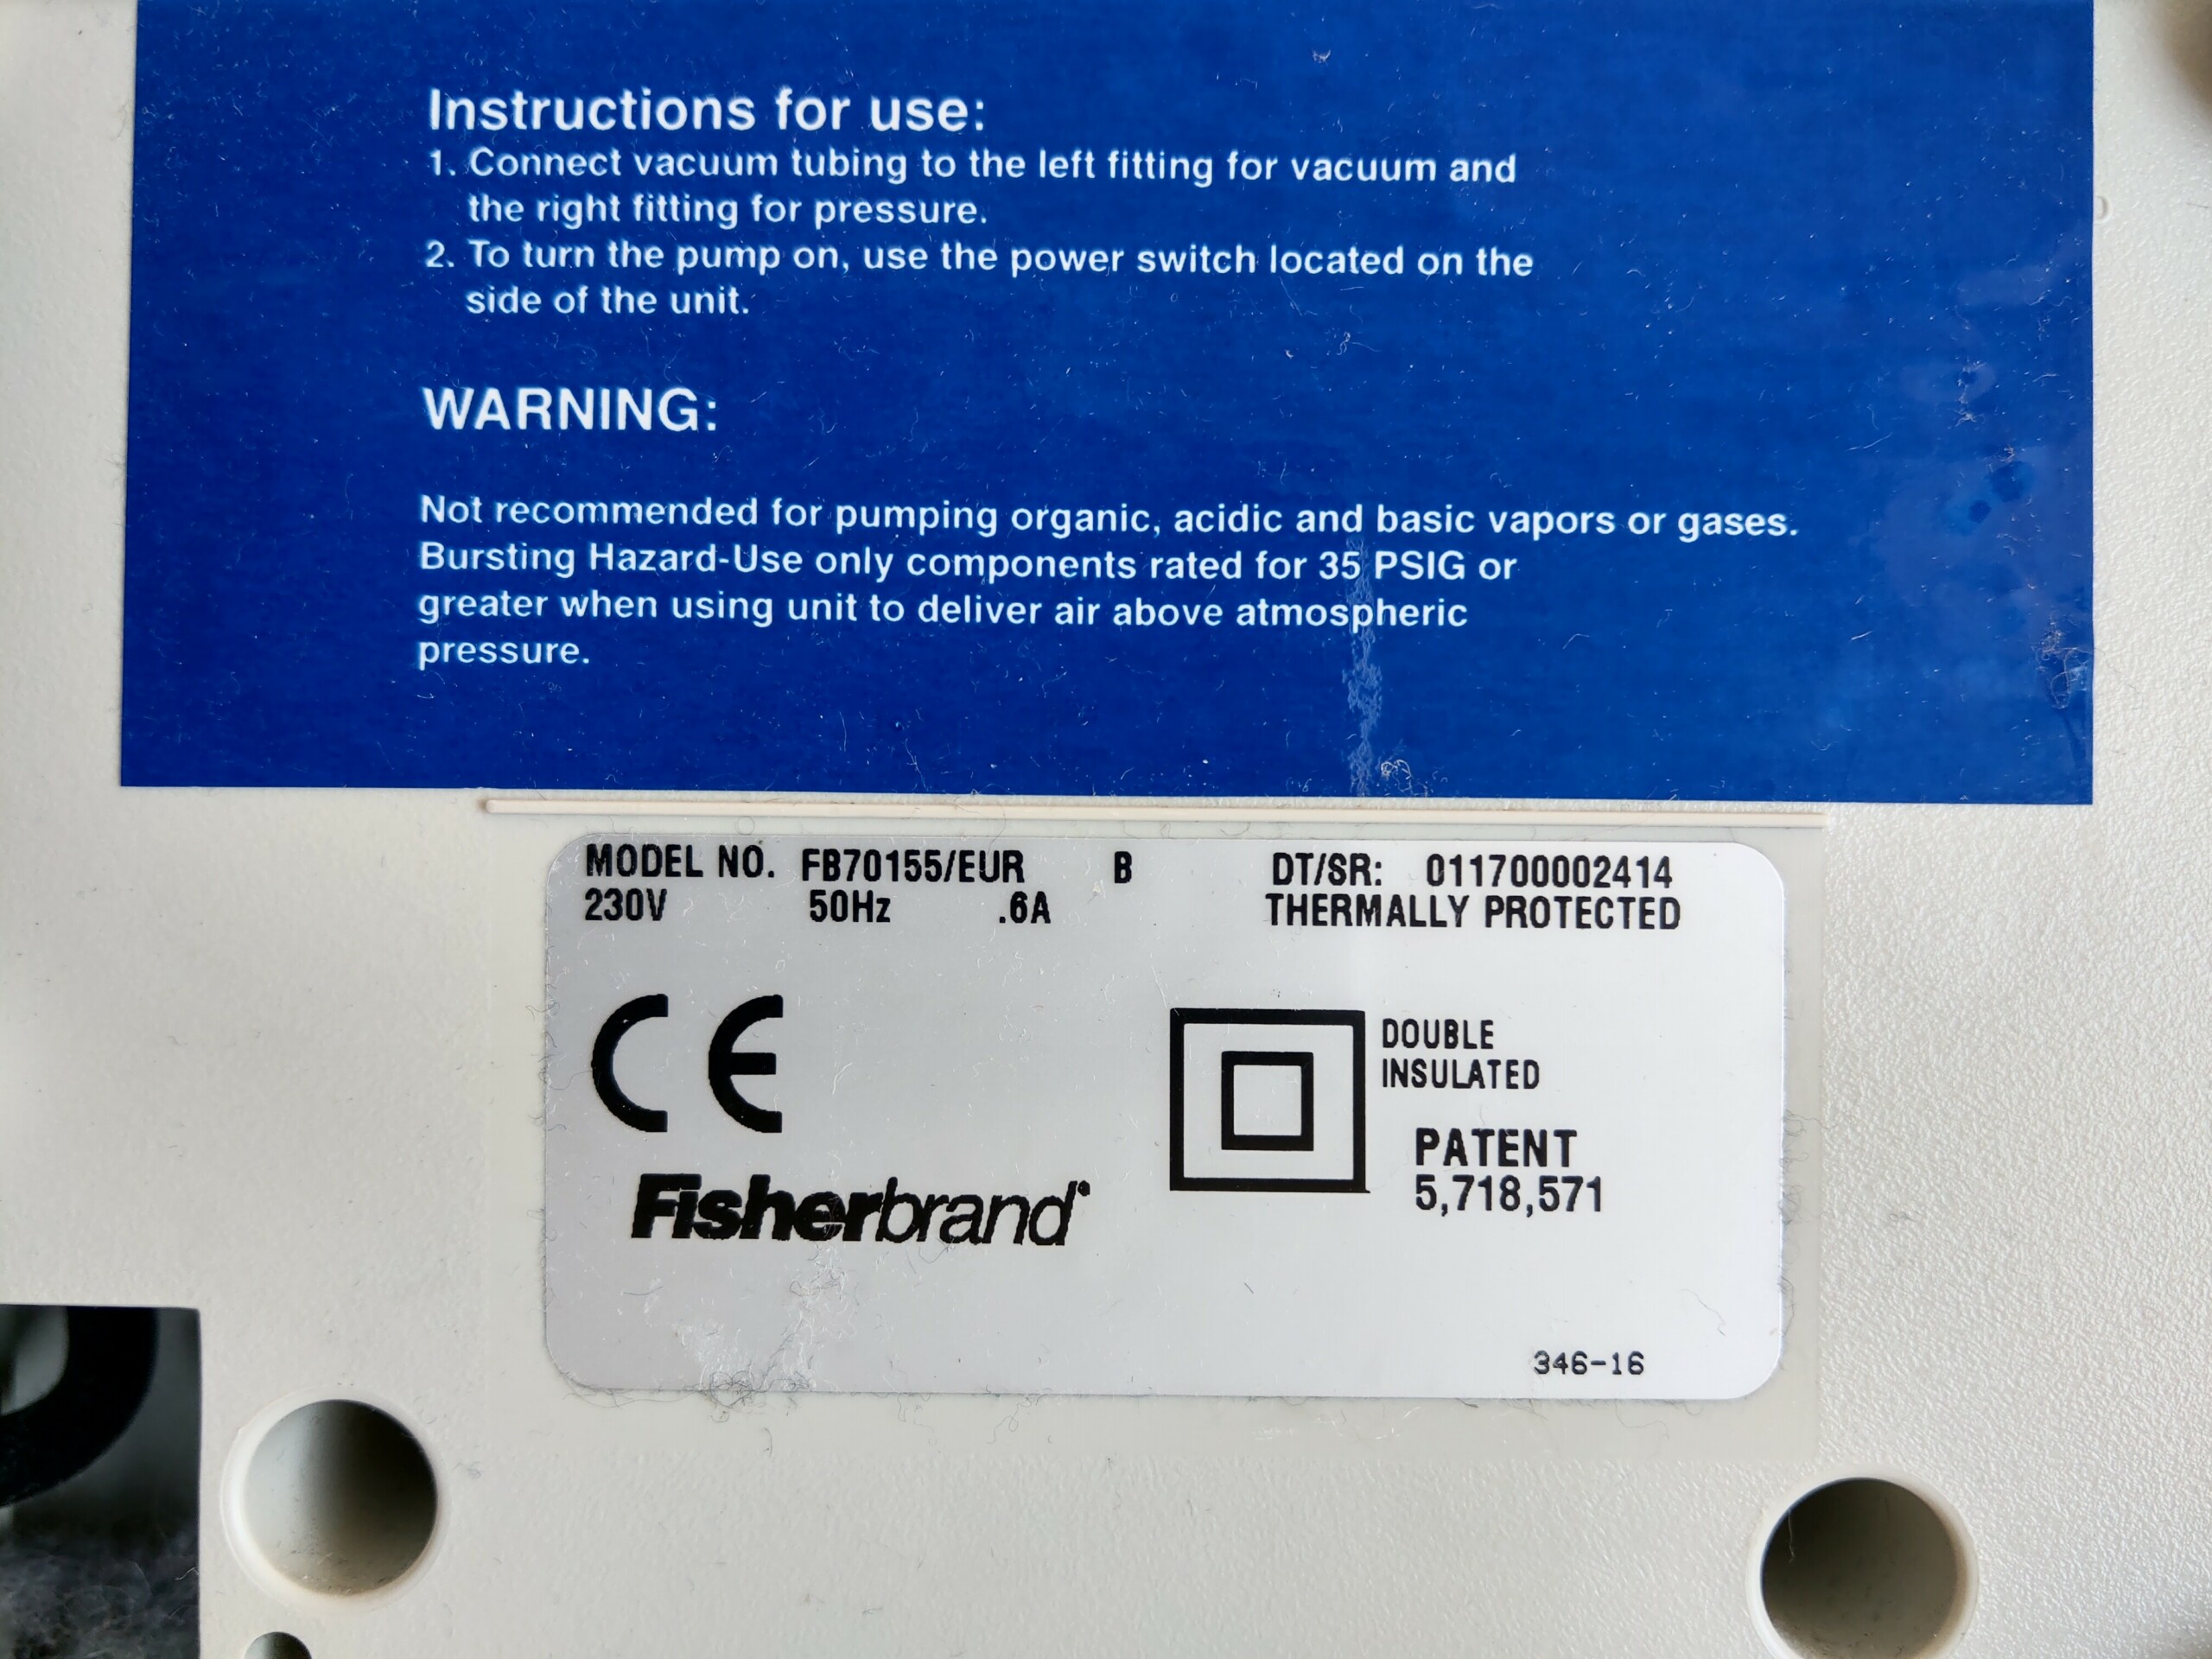 Instructions for use:
1. Connect vacuum tubing to the left fitting for vacuum and
the right fitting for pressure.
2. To turn the pump on, use the power switch located on the
side of the unit.
WARNING:
Not recommended for pumping organic, acidic and basic vapors or gases.
Bursting Hazard-Use only components rated for 35 PSIG or
greater when using unit to deliver air above atmospheric
pressure.
MODEL NO. FB70155/EUR B DT/SR: 011700002414
230V 50Hz .6A THERMALLY PROTECTED
CE
DOUBLE
INSULATED
PATENT
5,718,571
Fisherbrand
346-16